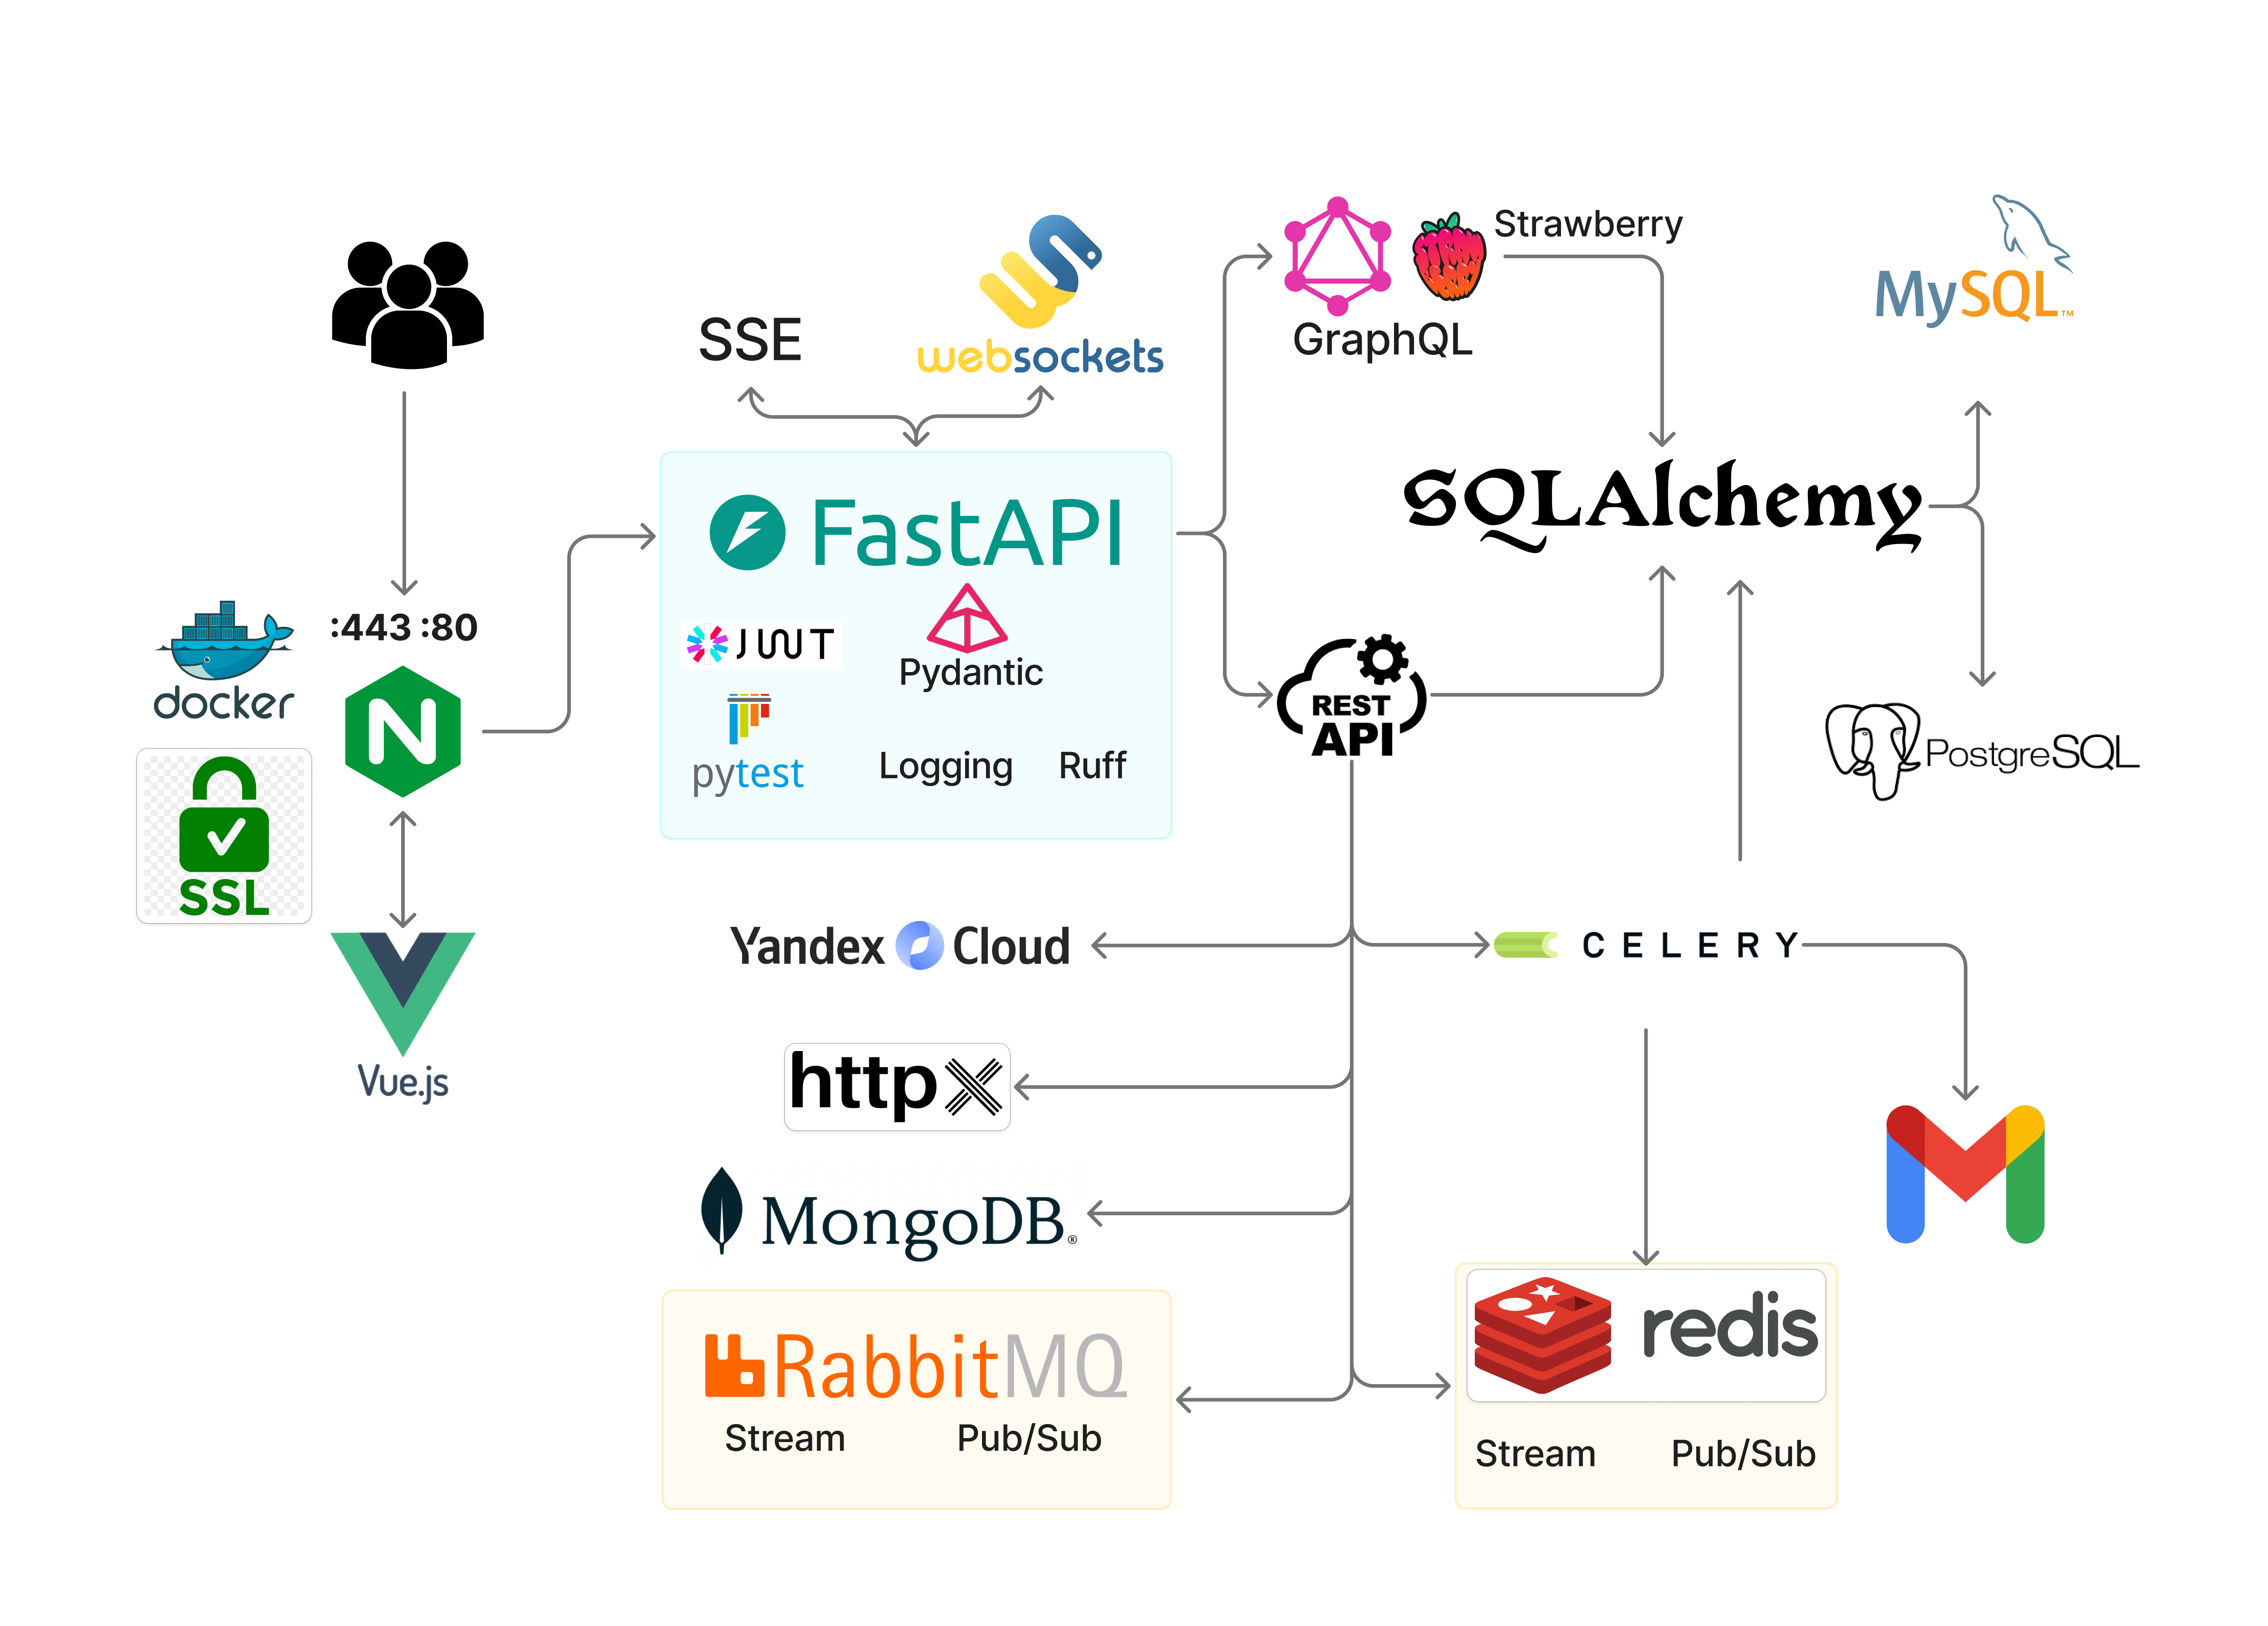 Strawberry
MySQL™
SSE
websockets
GraphQL
SQLAlchemy
FastAPI
:443 :80
docker
JWT
Pydantic
REST
API
PostgreSQL
pytest
Logging
Ruff
SSL
Yandex Cloud
CELERY
Vue.js
httpx
MongoDB®
redis
RabbitMQ
Stream
Pub/Sub
Stream
Pub/Sub